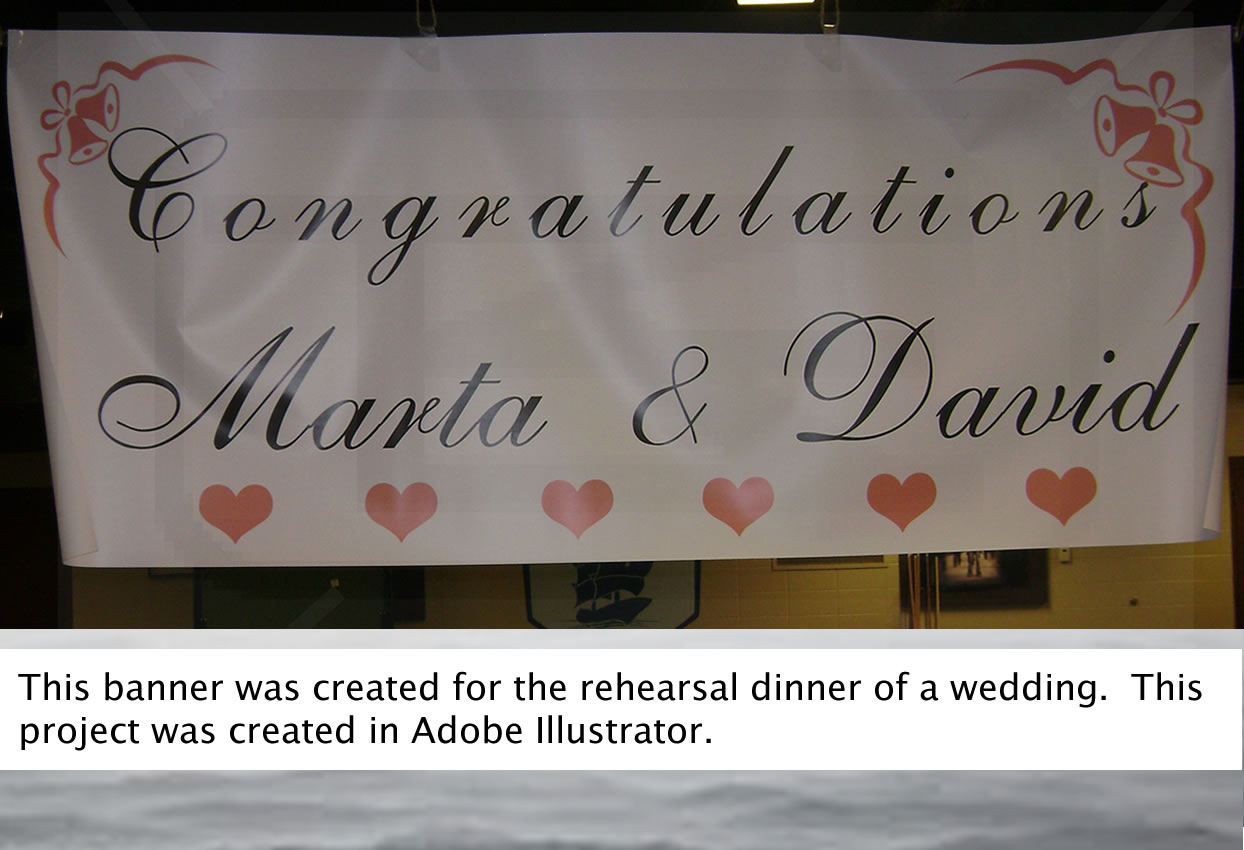 Congratulations
Marta & David
This banner was created for the rehearsal dinner of a wedding.  This
project was created in Adobe Illustrator.